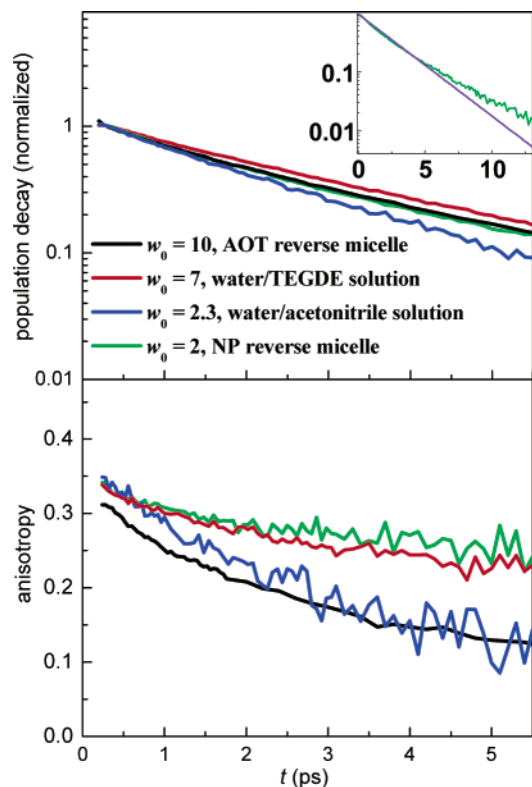 population decay (normalized)
1
0.1
0.01
0.1
0.01
0 5 10
w₀ = 10, AOT reverse micelle
w₀ = 7, water/TEGDE solution
w₀ = 2.3, water/acetonitrile solution
w₀ = 2, NP reverse micelle
anisotropy
0.4
0.3
0.2
0.1
0.0
0 1 2 3 4 5
t (ps)